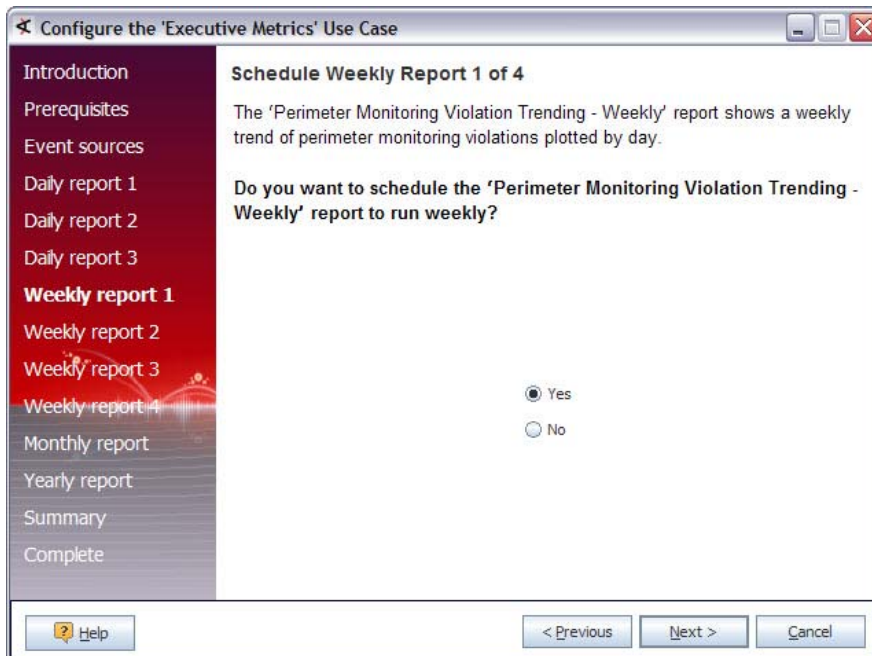 Configure the 'Executive Metrics' Use Case
Introduction
Prerequisites
Event sources
Daily report 1
Daily report 2
Daily report 3
Weekly report 1
Weekly report 2
Weekly report 3
Weekly report 4
Monthly report
Yearly report
Summary
Complete
Schedule Weekly Report 1 of 4
The ‘Perimeter Monitoring Violation Trending - Weekly’ report shows a weekly
trend of perimeter monitoring violations plotted by day.
Do you want to schedule the ‘Perimeter Monitoring Violation Trending -
Weekly’ report to run weekly?
Yes
No
Help
< Previous
Next >
Cancel